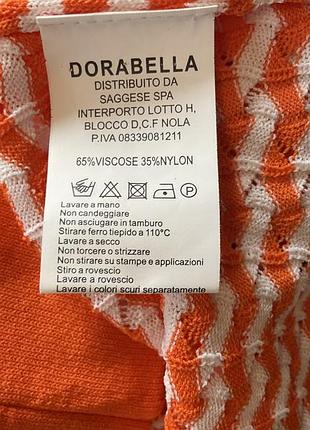 DORABELLA
DISTRIBUITO DA
SAGGESE SPA
INTERPORTO LOTTO H,
BLOCCO D,C.F NOLA
P.IVA 08339081211
65%VISCOSE 35%NYLON
Lavare a mano
Non candeggiare
Non asciugare in tamburo
Stirare ferro tiepido a 110°C
Lavare a secco
Non torcere o strizzare
Non stirare su stampe e applicazioni
Stiro a rovescio
Lavare a rovescio
Lavare i colori scuri separatamente